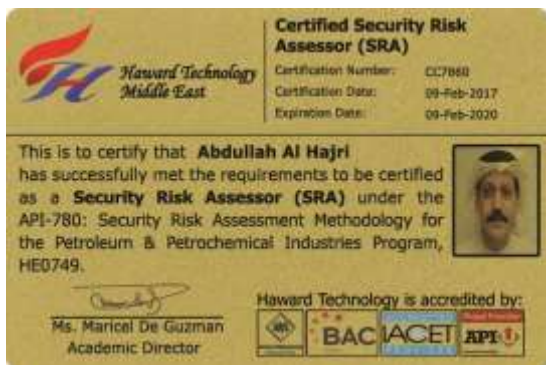 Haward Technology
Middle East
Certified Security Risk
Assessor (SRA)
Certification Number: CC7860
Certification Date: 09-Feb-2017
Expiration Date: 09-Feb-2020
This is to certify that Abdullah Al Hajri
has successfully met the requirements to be certified
as a Security Risk Assessor (SRA) under the
API-780: Security Risk Assessment Methodology for
the Petroleum & Petrochemical Industries Program,
HE0749.
Ms. Maricel De Guzman
Academic Director
Haward Technology is accredited by:
BAC
IACET
API